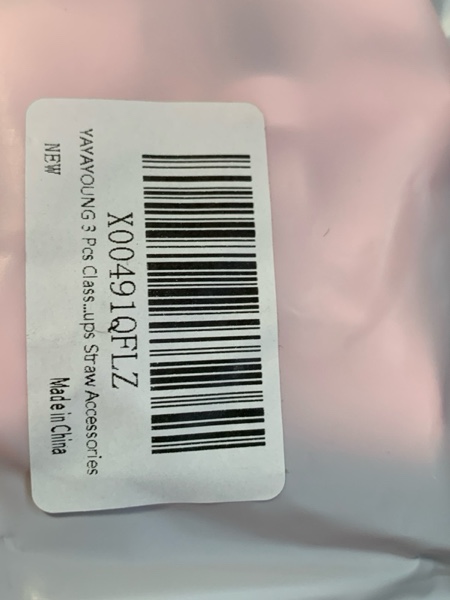 X00491QFLZ
YAYAYOUNG 3 Pcs Class...ups Straw Accessories
NEW
Made in China